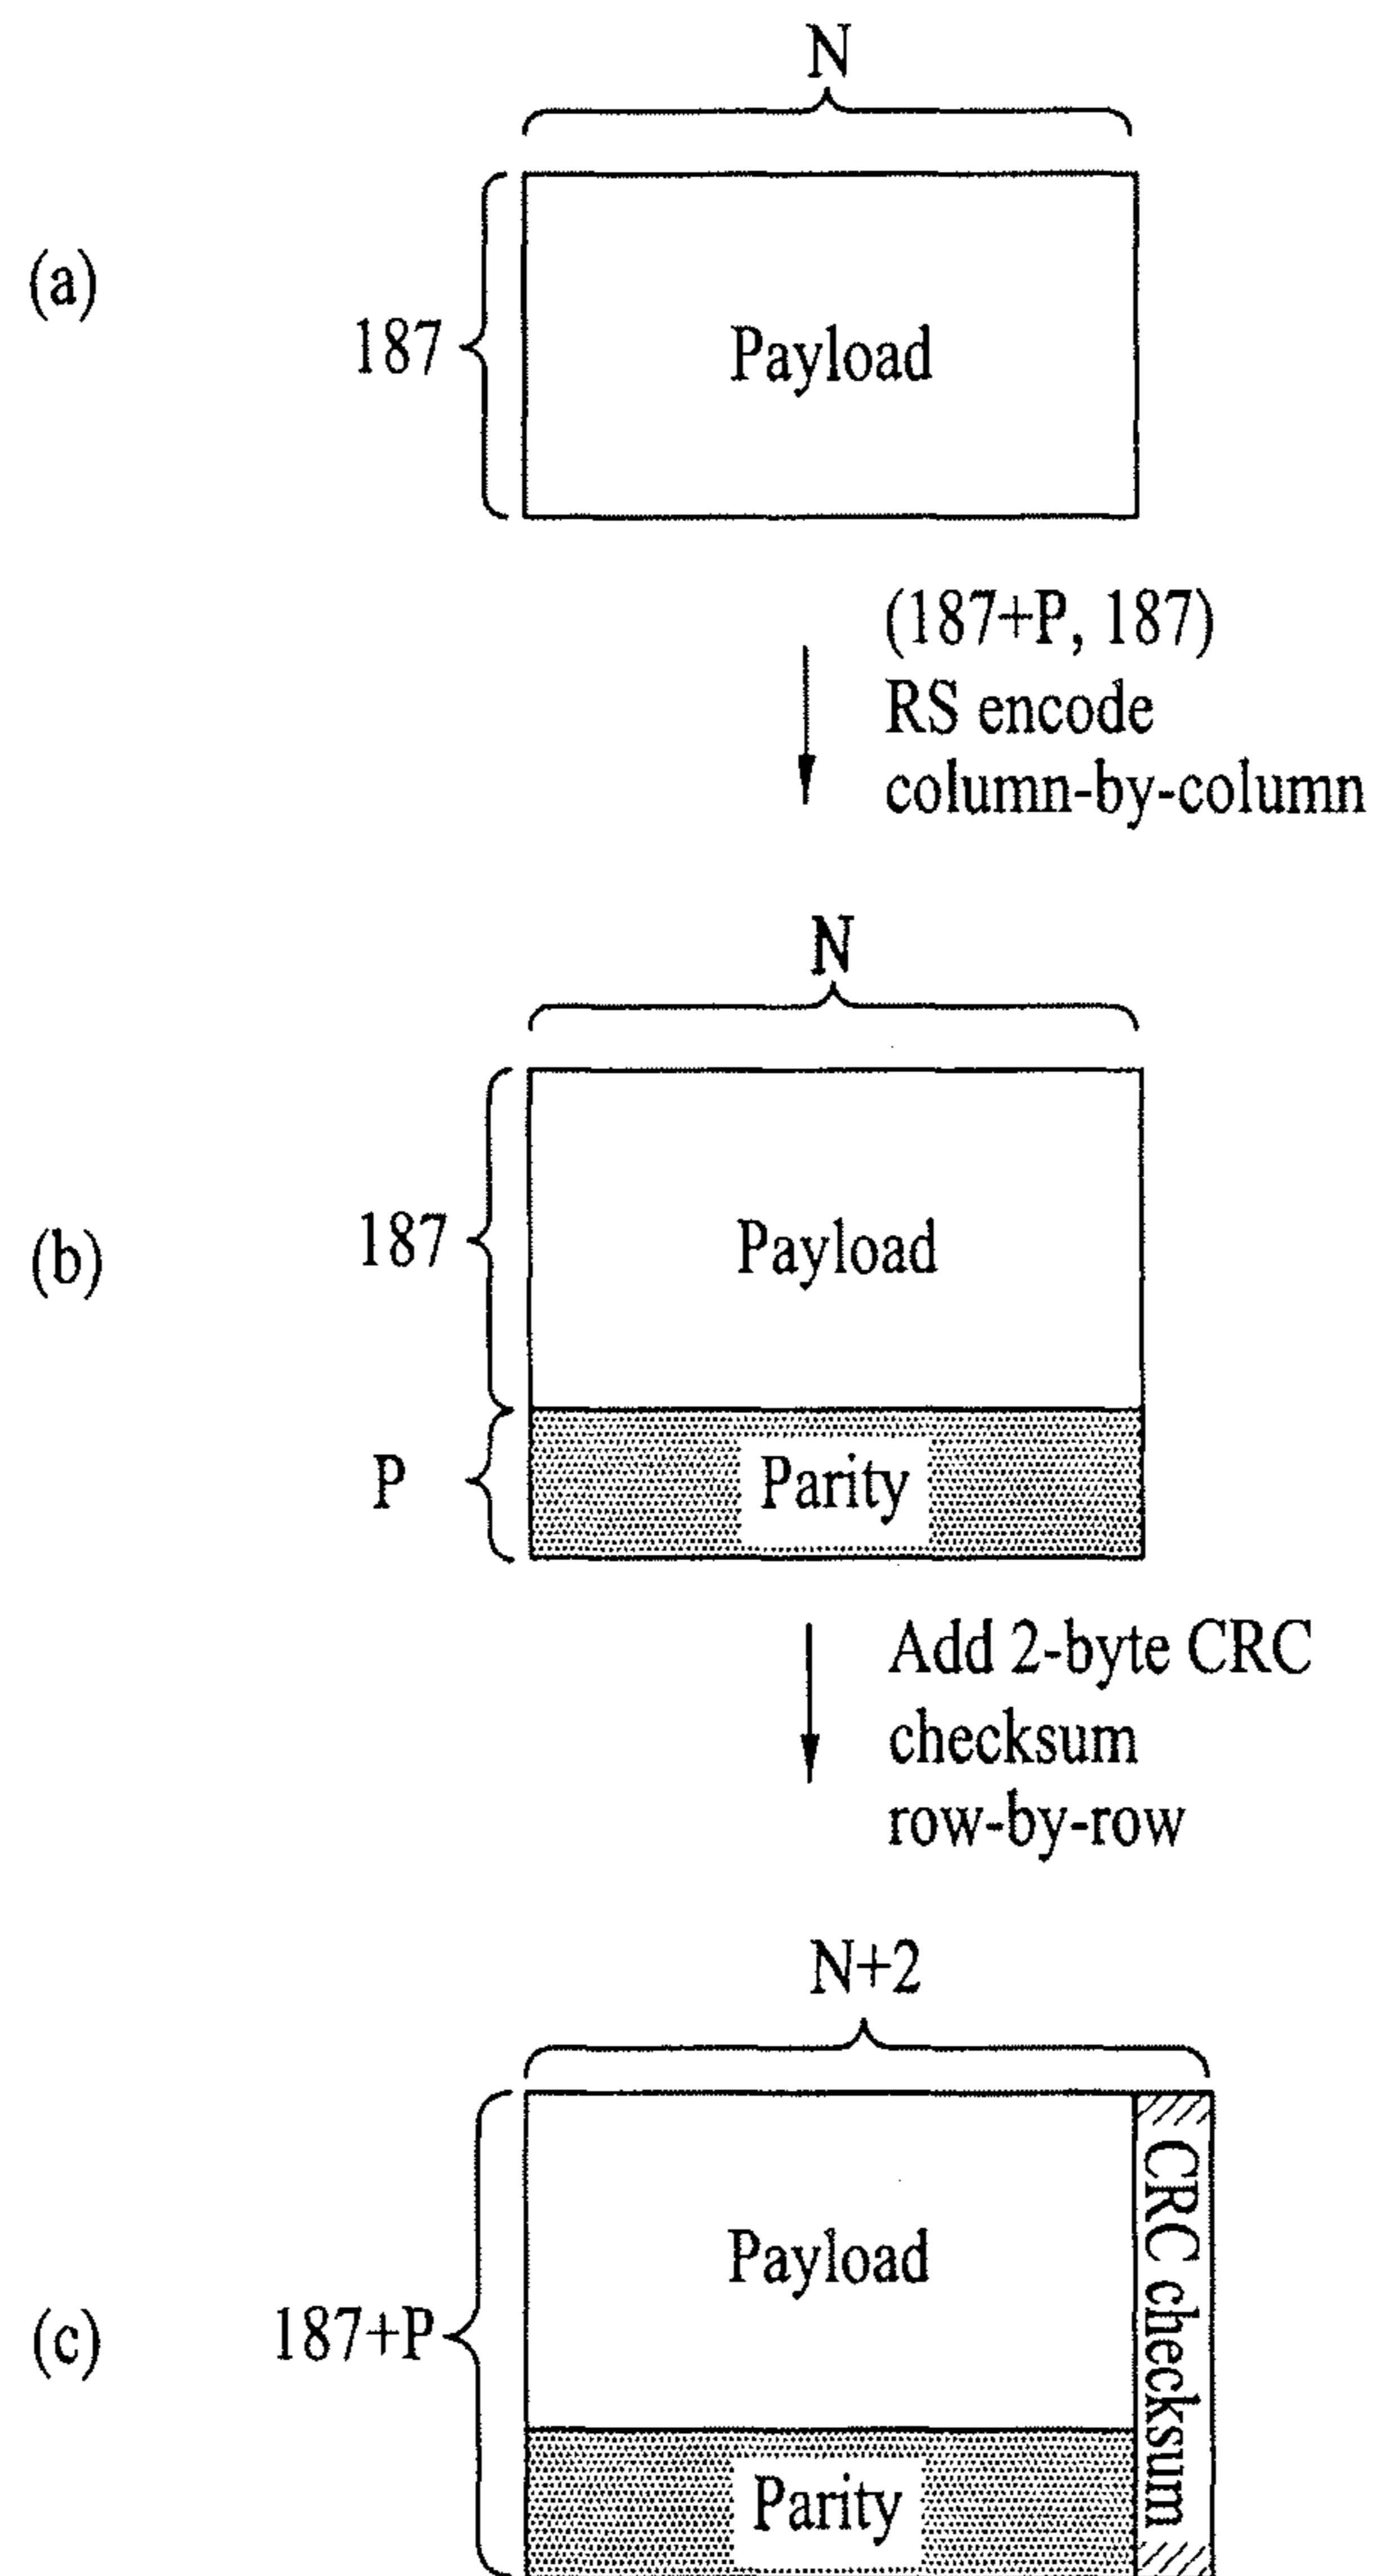 N
(a)
187
Payload
(187+P, 187)
RS encode
column-by-column
N
187
Payload
(b)
P
Parity
Add 2-byte CRC
checksum
row-by-row
N+2
Payload
CRC checksum
(c)
187+P
Parity